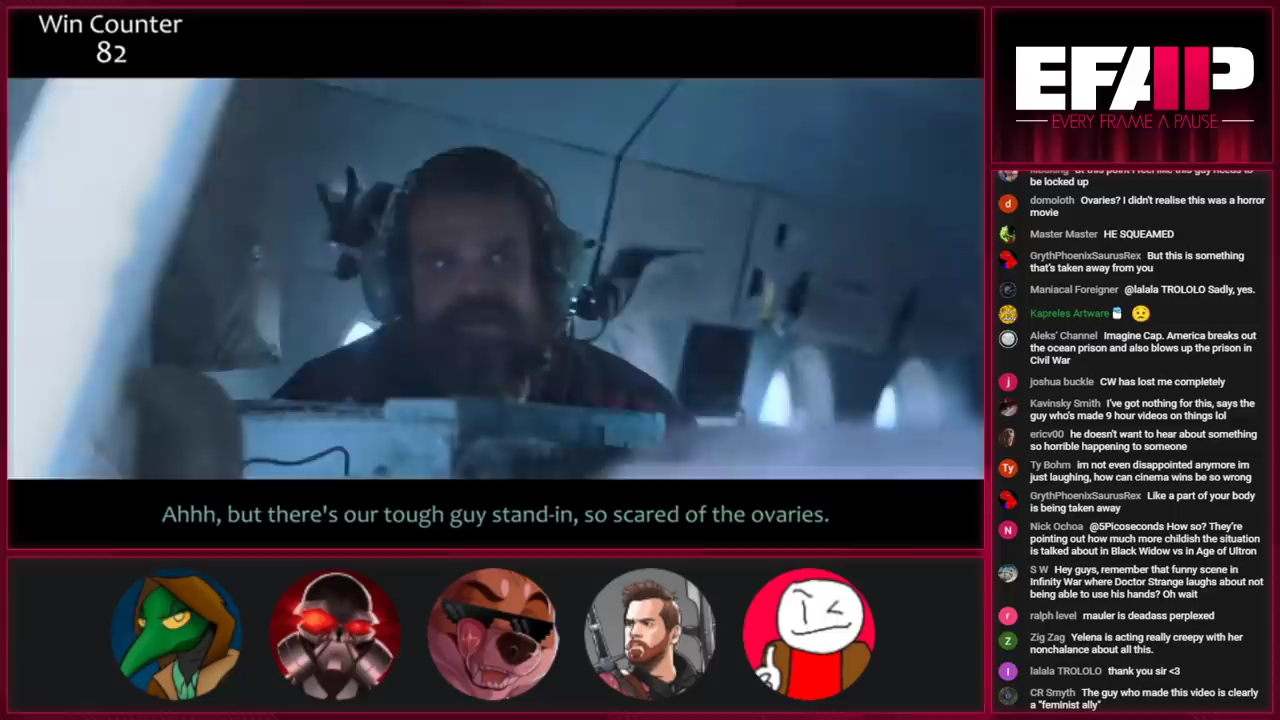 Win Counter
82
Ahhh, but there's our tough guy stand-in, so scared of the ovaries.
EFAP
EVERY FRAME A PAUSE
at this point I feel like this guy needs to
be locked up
domoloth Ovaries? I didn't realise this was a horror
movie
Master Master HE SQUEAMED
GrythPhoenixSaurusRex But this is something
that's taken away from you
Maniacal Foreigner @lalala TROLOLO Sadly, yes.
Kapreles Artware 😟
Aleks' Channel Imagine Cap. America breaks out
the ocean prison and also blows up the prison in
Civil War
joshua buckle CW has lost me completely
Kavinsky Smith I've got nothing for this, says the
guy who's made 9 hour videos on things lol
ericv00 he doesn't want to hear about something
so horrible happening to someone
Ty Bohm im not even disappointed anymore im
just laughing, how can cinema wins be so wrong
GrythPhoenixSaurusRex Like a part of your body
is being taken away
Nick Ochoa @5Picoseconds How so? They're
pointing out how much more childish the situation
is talked about in Black Widow vs in Age of Ultron
S W Hey guys, remember that funny scene in
Infinity War where Doctor Strange laughs about not
being able to use his hands? Oh wait
ralph level mauler is deadass perplexed
Zig Zag Yelena is acting really creepy with her
nonchalance about all this.
lalala TROLOLO thank you sir <3
CR Smyth The guy who made this video is clearly
a "feminist ally"